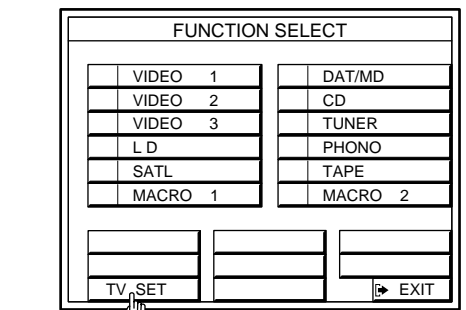 FUNCTION SELECT
VIDEO 1 DAT/MD
VIDEO 2 CD
VIDEO 3 TUNER
L D PHONO
SATL TAPE
MACRO 1 MACRO 2
TV SET EXIT